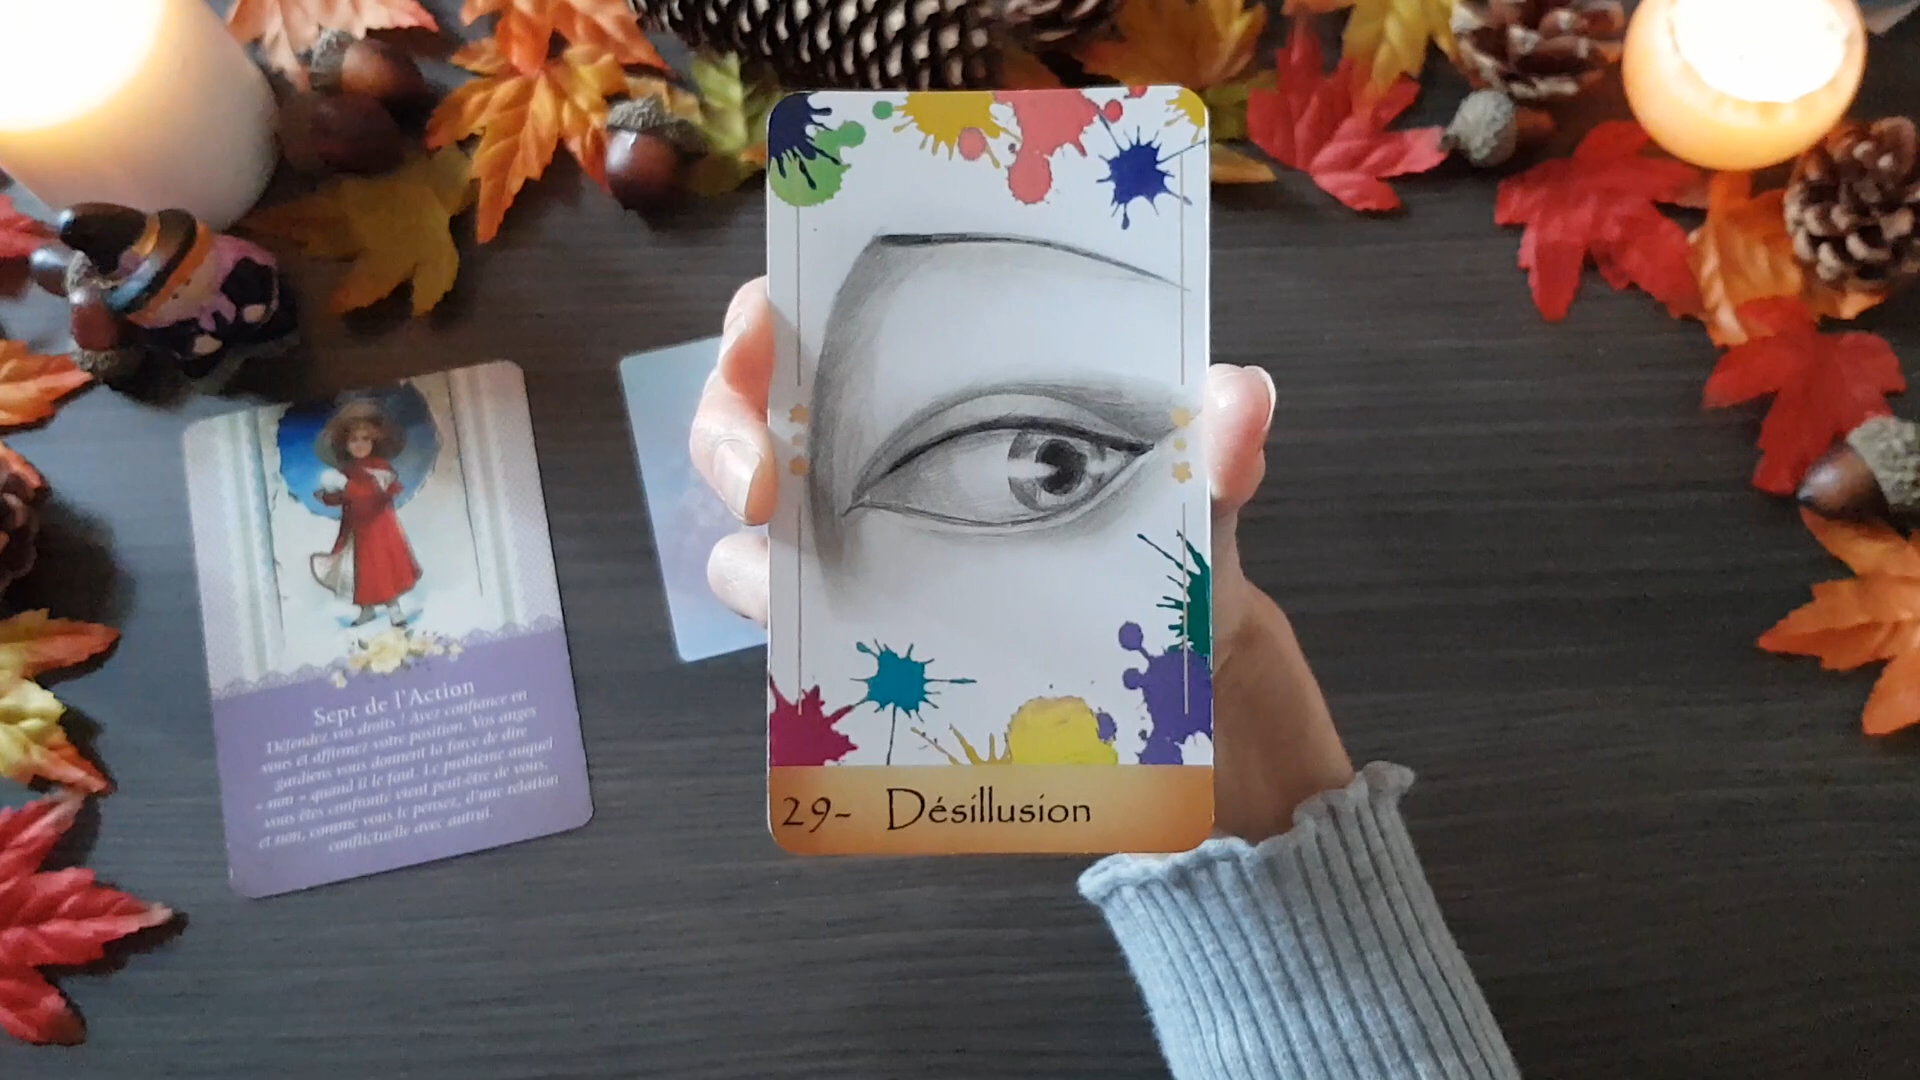 Sept de l'Action
Défendez vos droits ! Ayez confiance en
vous et affirmez votre position. Vos anges
gardiens vous donnent la force de dire
« non » quand il le faut. Le problème auquel
vous êtes confronté vient peut-être de vous,
et non, comme vous le pensez, d'une relation
conflictuelle avec autrui.
29- Désillusion